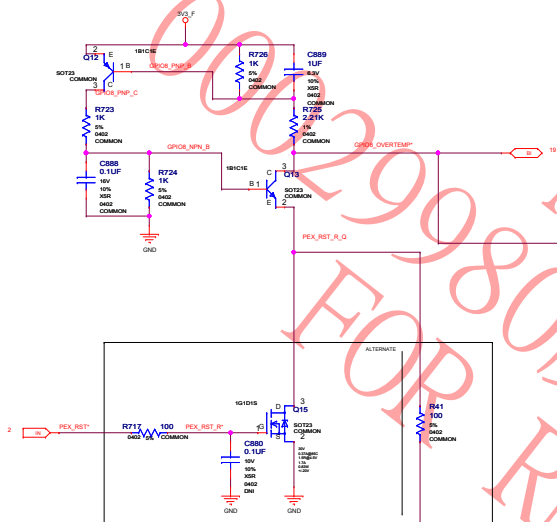 3V3_F
2
Q12
E
1B1C1E
1
B
GPIO8_PNP_B
SOT23
COMMON
C
3
GPIO8_PNP_C
R726
1K
5%
0402
COMMON
C889
1UF
6.3V
10%
X5R
0402
COMMON
R723
1K
5%
0402
COMMON
R725
2.21K
1%
0402
COMMON
GPIO8_NPN_B
GPIO8_OVERTEMP*
BI
19
C888
0.1UF
16V
10%
X5R
0402
COMMON
R724
1K
5%
0402
COMMON
1B1C1E
C
3
Q13
B
1
SOT23
COMMON
E
2
GND
PEX_RST_R_Q
ALTERNATE
1G1D1S
D
3
Q15
G
1
SOT23
COMMON
S
2
2
IN
PEX_RST*
R717
100
0402
5%
COMMON
PEX_RST_R*
C880
0.1UF
10V
10%
X5R
0402
DNI
R41
100
5%
0402
COMMON
GND
GND
0002998
FOR